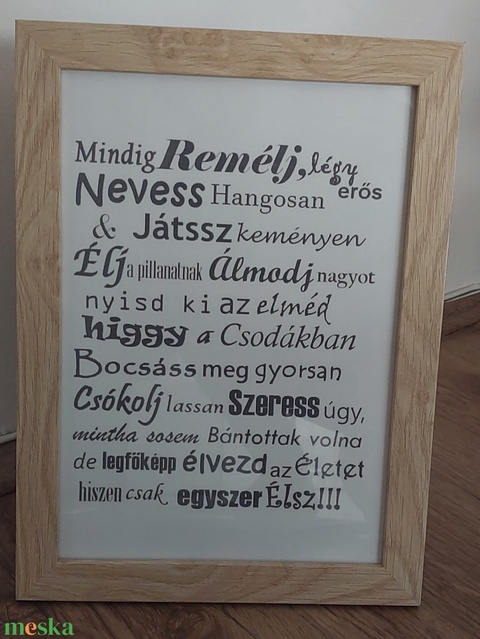 Mindig Remélj, légy
Nevess Hangosan erős
& Játssz keményen
Élj a pillanatnak Álmodj nagyot
nyisd ki az elméd
higgy a Csodákban
Bocsáss meg gyorsan
Csókolj lassan Szeress úgy,
mintha sosem Bántottak volna
de legfőképp élvezd az Életet
hiszen csak egyszer Élsz!!!
meska